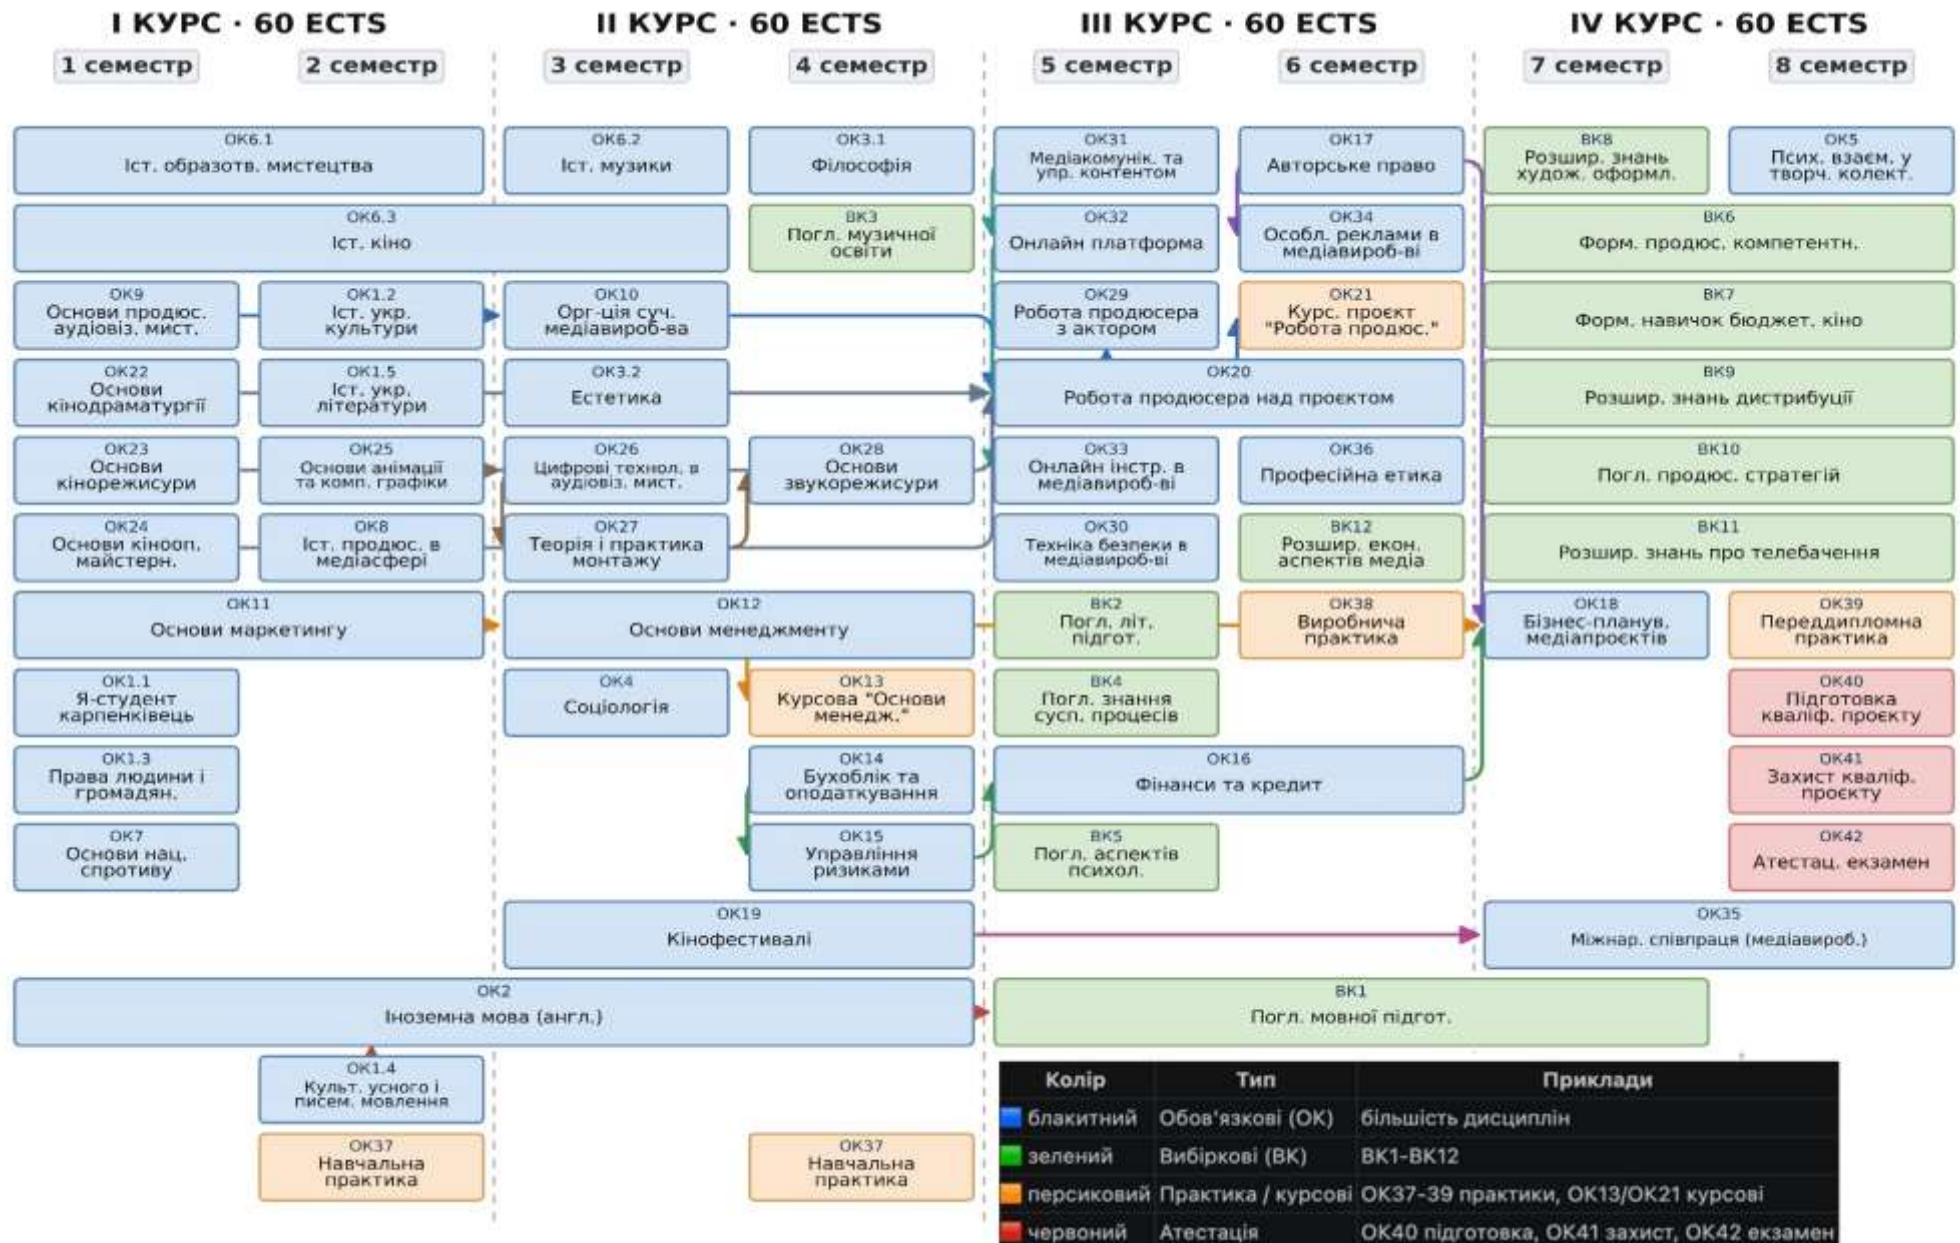 І КУРС · 60 ECTS
ІІ КУРС · 60 ECTS
ІІІ КУРС · 60 ECTS
IV КУРС · 60 ECTS
1 семестр
2 семестр
3 семестр
4 семестр
5 семестр
6 семестр
7 семестр
8 семестр
ОК6.1
Іст. образотв. мистецтва
ОК6.2
Іст. музики
ОК3.1
Філософія
ОК31
Медіакомунік. та
упр. контентом
ОК17
Авторське право
ВК8
Розшир. знань
худож. оформл.
ОК5
Псих. взаєм. у
творч. колект.
ОК6.3
Іст. кіно
ВК3
Погл. музичної
освіти
ОК32
Онлайн платформа
ОК34
Особл. реклами в
медіавироб-ві
ВК6
Форм. продюс. компетентн.
ОК9
Основи продюс.
аудіовіз. мист.
ОК1.2
Іст. укр.
культури
ОК10
Орг-ція суч.
медіавироб-ва
ОК29
Робота продюсера
з актором
ОК21
Курс. проєкт
"Робота продюс."
ВК7
Форм. навичок бюджет. кіно
ОК22
Основи
кінодраматургії
ОК1.5
Іст. укр.
літератури
ОК3.2
Естетика
ОК20
Робота продюсера над проєктом
ВК9
Розшир. знань дистрибуції
ОК23
Основи
кінорежисури
ОК25
Основи анімації
та комп. графіки
ОК26
Цифрові технол. в
аудіовіз. мист.
ОК28
Основи
звукорежисури
ОК33
Онлайн інстр. в
медіавироб-ві
ОК36
Професійна етика
ВК10
Погл. продюс. стратегій
ОК24
Основи кінооп.
майстерн.
ОК8
Іст. продюс. в
медіасфері
ОК27
Теорія і практика
монтажу
ОК30
Техніка безпеки в
медіавироб-ві
ВК12
Розшир. екон.
аспектів медіа
ВК11
Розшир. знань про телебачення
ОК11
Основи маркетингу
ОК12
Основи менеджменту
ВК2
Погл. літ.
підгот.
ОК38
Виробнича
практика
ОК18
Бізнес-планув.
медіапроєктів
ОК39
Переддипломна
практика
ОК1.1
Я-студент
карпенківець
ОК4
Соціологія
ОК13
Курсова "Основи
менедж."
ВК4
Погл. знання
сусп. процесів
ОК40
Підготовка
кваліф. проєкту
ОК1.3
Права людини і
громадян.
ОК14
Бухоблік та
оподаткування
ОК16
Фінанси та кредит
ОК41
Захист кваліф.
проєкту
ОК7
Основи нац.
спротиву
ОК15
Управління
ризиками
ВК5
Погл. аспектів
психол.
ОК42
Атестац. екзамен
ОК19
Кінофестивалі
ОК35
Міжнар. співпраця (медіавироб.)
ОК2
Іноземна мова (англ.)
ВК1
Погл. мовної підгот.
ОК1.4
Культ. усного і
писем. мовлення
ОК37
Навчальна
практика
ОК37
Навчальна
практика
Колір Тип Приклади
блакитний Обов'язкові (ОК) більшість дисциплін
зелений Вибіркові (ВК) ВК1-ВК12
персиковий Практика / курсові ОК37-39 практики, ОК13/ОК21 курсові
червоний Атестація ОК40 підготовка, ОК41 захист, ОК42 екзамен